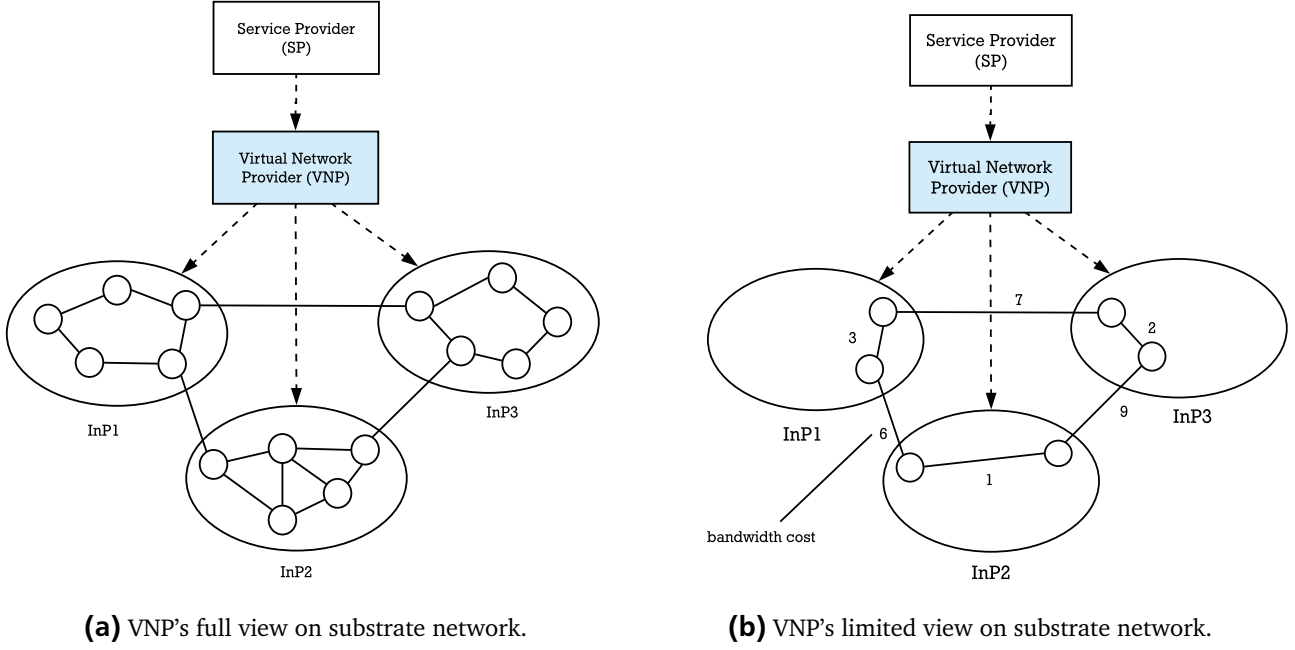 Service Provider
(SP)
Virtual Network
Provider (VNP)
InP1
InP3
InP2
(a) VNP's full view on substrate network.
Service Provider
(SP)
Virtual Network
Provider (VNP)
7
3
2
InP1
InP3
9
6
1
bandwidth cost
InP2
(b) VNP's limited view on substrate network.